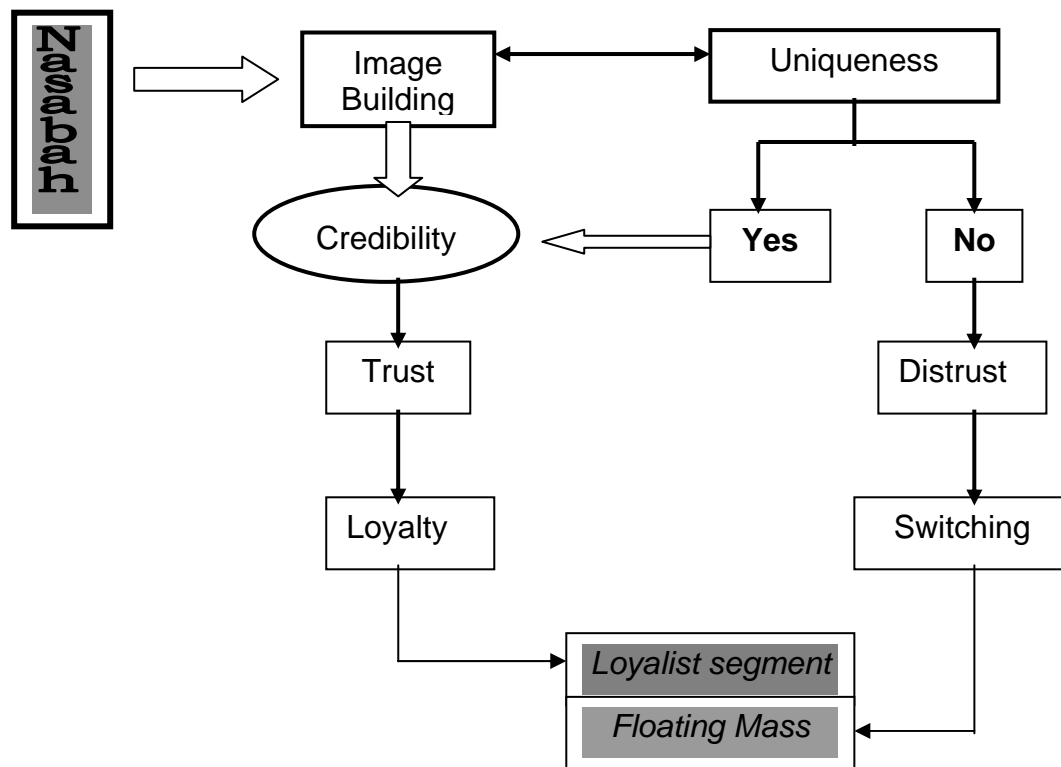 Nasabah
Image
Building
Uniqueness
Credibility
Yes
No
Trust
Distrust
Loyalty
Switching
Loyalist segment
Floating Mass